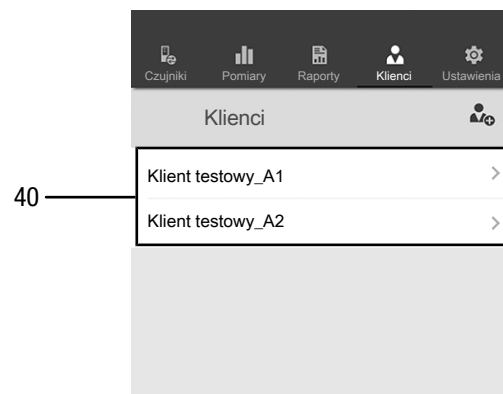 Czujniki Pomiary Raporty Klienci Ustawienia
Klienci
Klient testowy_A1
40
Klient testowy_A2